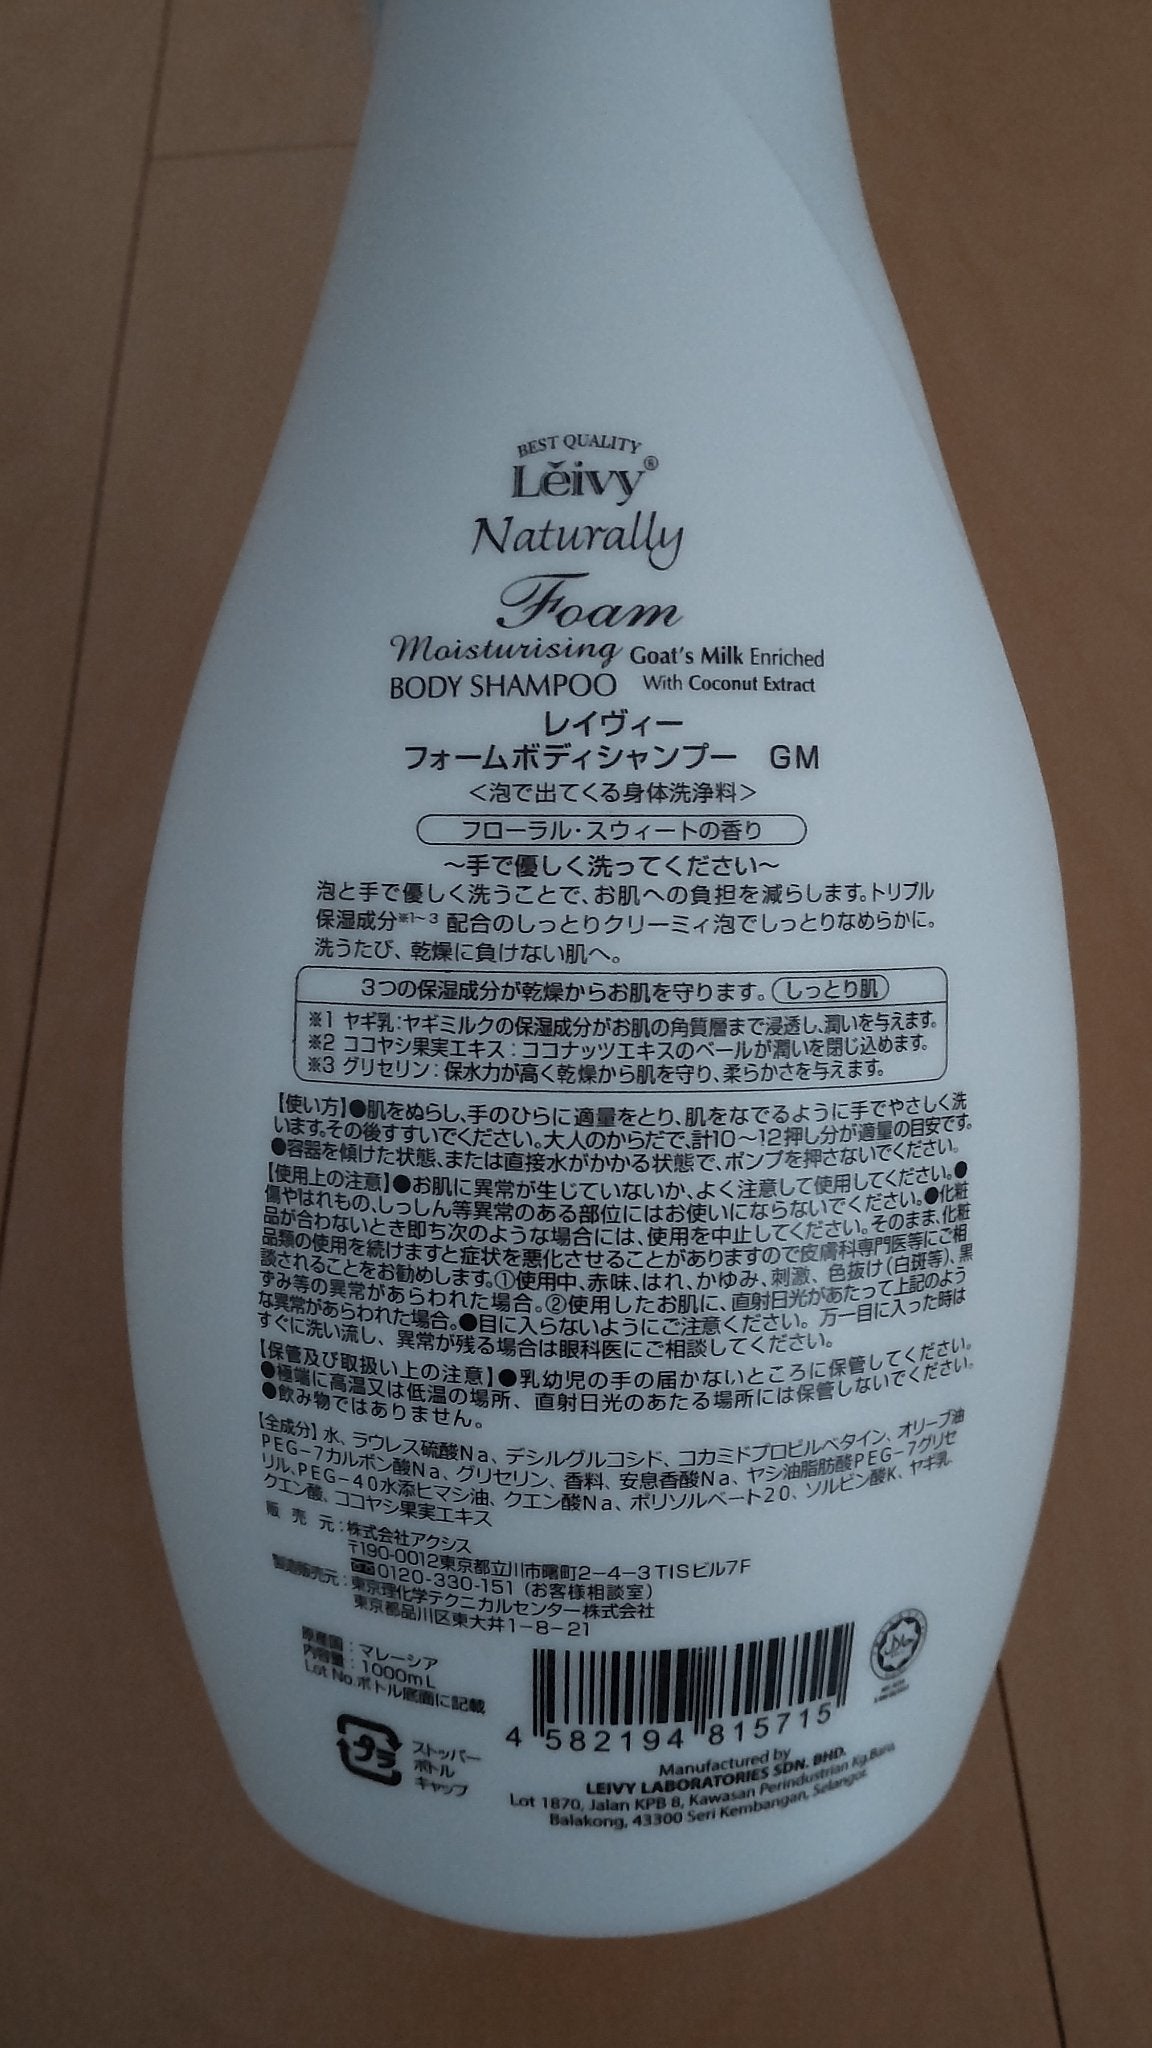 BEST QUALITY
Lěivy®
Naturally
Foam
Moisturising Goat's Milk Enriched
BODY SHAMPOO With Coconut Extract
レイヴィー
フォームボディシャンプー GM
＜泡で出てくる身体洗浄料＞
フローラル・スウィートの香り
～手で優しく洗ってください～
泡と手で優しく洗うことで、お肌への負担を減らします。トリプル
保湿成分※1～3 配合のしっとりクリーミィ泡でしっとりなめらかに。
洗うたび、乾燥に負けない肌へ。
3つの保湿成分が乾燥からお肌を守ります。 しっとり肌
※1 ヤギ乳：ヤギミルクの保湿成分がお肌の角質層まで浸透し、潤いを与えます。
※2 ココヤシ果実エキス：ココナッツエキスのベールが潤いを閉じ込めます。
※3 グリセリン：保水力が高く乾燥から肌を守り、柔らかさを与えます。
【使い方】●肌をぬらし、手のひらに適量をとり、肌をなでるように手でやさしく洗
います。その後すすいでください。大人のからだで、計10～12押し分が適量の目安です。
●容器を傾けた状態、または直接水がかかる状態で、ポンプを押さないでください。
【使用上の注意】●お肌に異常が生じていないか、よく注意して使用してください。●
傷やはれもの、しっしん等異常のある部位にはお使いにならないでください。●化粧
品が合わないとき即ち次のような場合には、使用を中止してください。そのまま、化粧
品類の使用を続けますと症状を悪化させることがありますので皮膚科専門医等にご相
談されることをお勧めします。①使用中、赤味、はれ、かゆみ、刺激、色抜け（白斑等）、黒
ずみ等の異常があらわれた場合。②使用したお肌に、直射日光があたって上記のよう
な異常があらわれた場合。●目に入らないようにご注意ください。万一目に入った時は
すぐに洗い流し、異常が残る場合は眼科医にご相談してください。
【保管及び取扱い上の注意】●乳幼児の手の届かないところに保管してください。
●極端に高温又は低温の場所、直射日光のあたる場所には保管しないでください。
●飲み物ではありません。
【全成分】水、ラウレス硫酸Na、デシルグルコシド、コカミドプロピルベタイン、オリーブ油
PEG-7カルボン酸Na、グリセリン、香料、安息香酸Na、ヤシ油脂肪酸PEG-7グリセ
リル、PEG-40水添ヒマシ油、クエン酸Na、ポリソルベート20、ソルビン酸K、ヤギ乳、
クエン酸、ココヤシ果実エキス
販売元：株式会社アクシス
〒190-0012東京都立川市曙町2-4-3TISビル7F
0120-330-151（お客様相談室）
製造販売元：東京理化学テクニカルセンター株式会社
東京都品川区東大井1-8-21
原産国：マレーシア
内容量：1000mL
Lot No.ボトル底面に記載
プラ
ストッパー
ボトル
キャップ
4 582194 815715
Manufactured by
LEIVY LABORATORIES SDN. BHD.
Lot 1870, Jalan KPB 8, Kawasan Perindustrian Kg.Baru
Balakong, 43300 Seri Kembangan, Selangor.